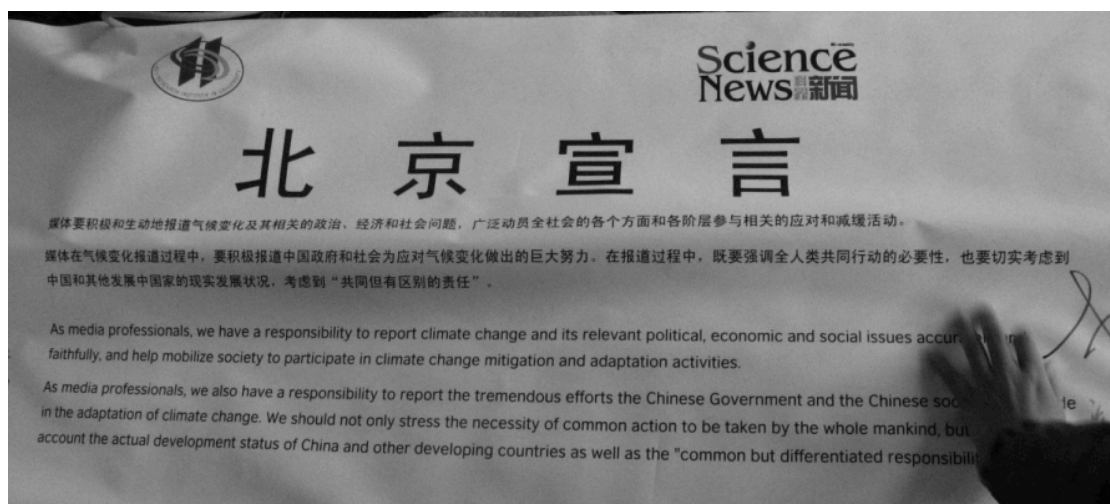 Science
News 科学新闻
北京宣言
媒体要积极和生动地报道气候变化及其相关的政治、经济和社会问题，广泛动员全社会的各个方面和各阶层参与相关的应对和减缓活动。
媒体在气候变化报道过程中，要积极报道中国政府和社会为应对气候变化做出的巨大努力。在报道过程中，既要强调全人类共同行动的必要性，也要切实考虑到
中国和其他发展中国家的现实发展状况，考虑到“共同但有区别的责任”。
As media professionals, we have a responsibility to report climate change and its relevant political, economic and social issues
faithfully, and help mobilize society to participate in climate change mitigation and adaptation activities.
As media professionals, we also have a responsibility to report the tremendous efforts the Chinese Government and the Chinese
in the adaptation of climate change. We should not only stress the necessity of common action to be taken by the whole mankind, but
account the actual development status of China and other developing countries as well as the "common but differentiated